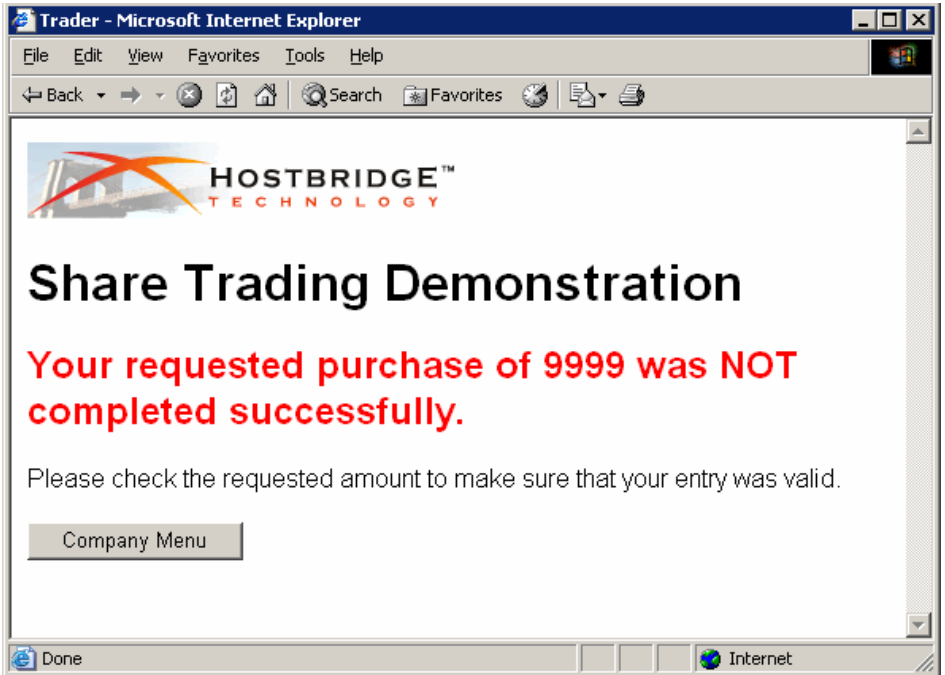 Trader - Microsoft Internet Explorer
File Edit View Favorites Tools Help
Back Search Favorites
HOSTBRIDGE™
TECHNOLOGY
Share Trading Demonstration
Your requested purchase of 9999 was NOT
completed successfully.
Please check the requested amount to make sure that your entry was valid.
Company Menu
Done Internet